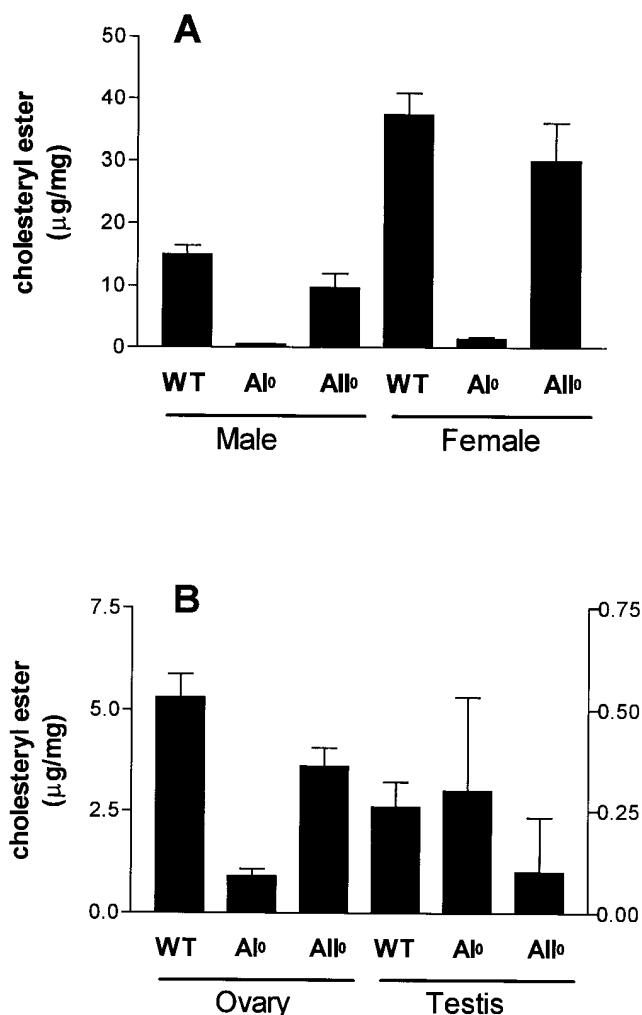 A
cholesteryl ester
(μg/mg)
50
40
30
20
10
0
WT AI⁰ AII⁰ WT AI⁰ AII⁰
Male Female
B
cholesteryl ester
(μg/mg)
7.5
5.0
2.5
0.0
0.75
0.50
0.25
0.00
WT AI⁰ AII⁰ WT AI⁰ AII⁰
Ovary Testis